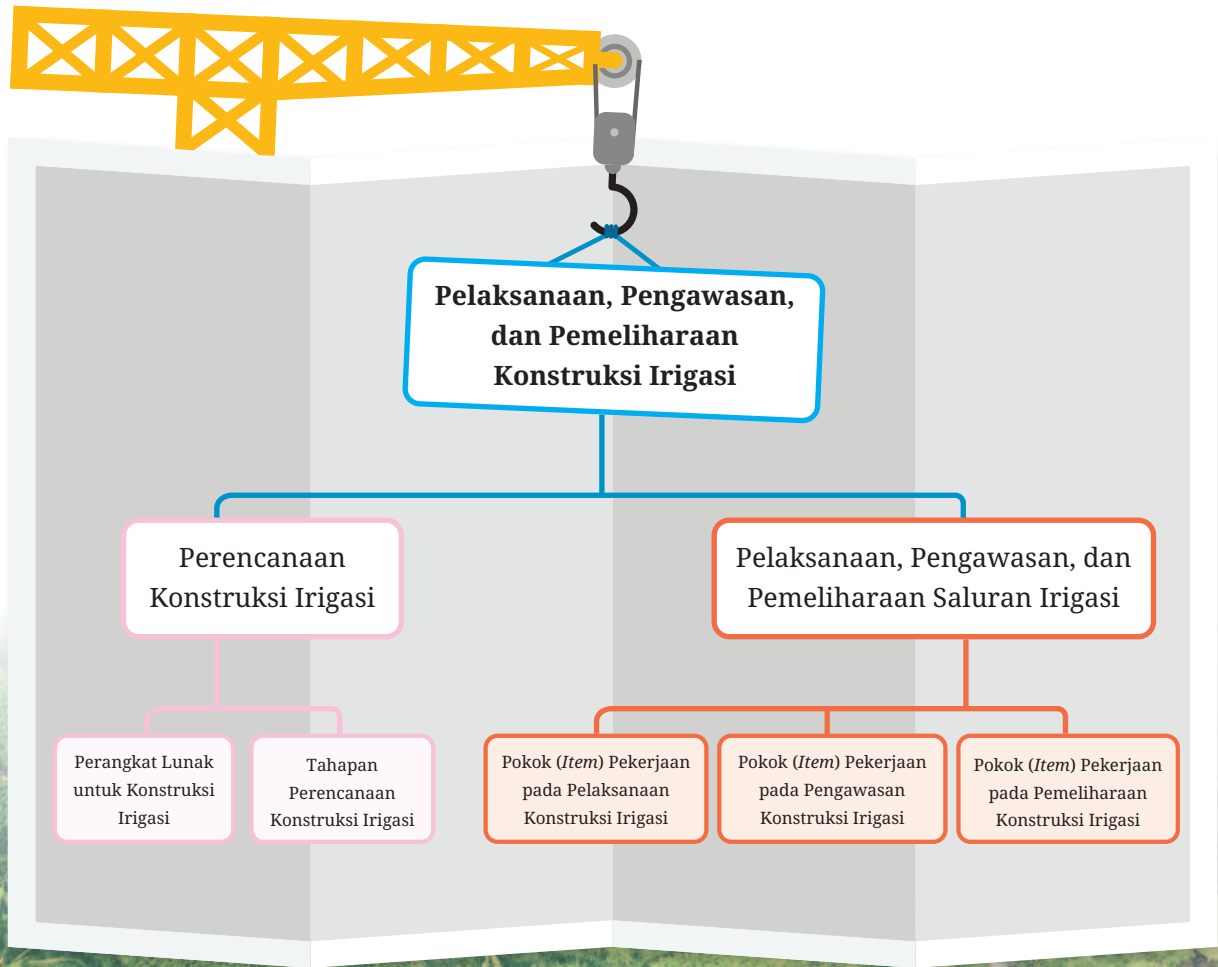 Pelaksanaan, Pengawasan,
dan Pemeliharaan
Konstruksi Irigasi
Perencanaan
Konstruksi Irigasi
Pelaksanaan, Pengawasan, dan
Pemeliharaan Saluran Irigasi
Perangkat Lunak
untuk Konstruksi
Irigasi
Tahapan
Perencanaan
Konstruksi Irigasi
Pokok (Item) Pekerjaan
pada Pelaksanaan
Konstruksi Irigasi
Pokok (Item) Pekerjaan
pada Pengawasan
Konstruksi Irigasi
Pokok (Item) Pekerjaan
pada Pemeliharaan
Konstruksi Irigasi